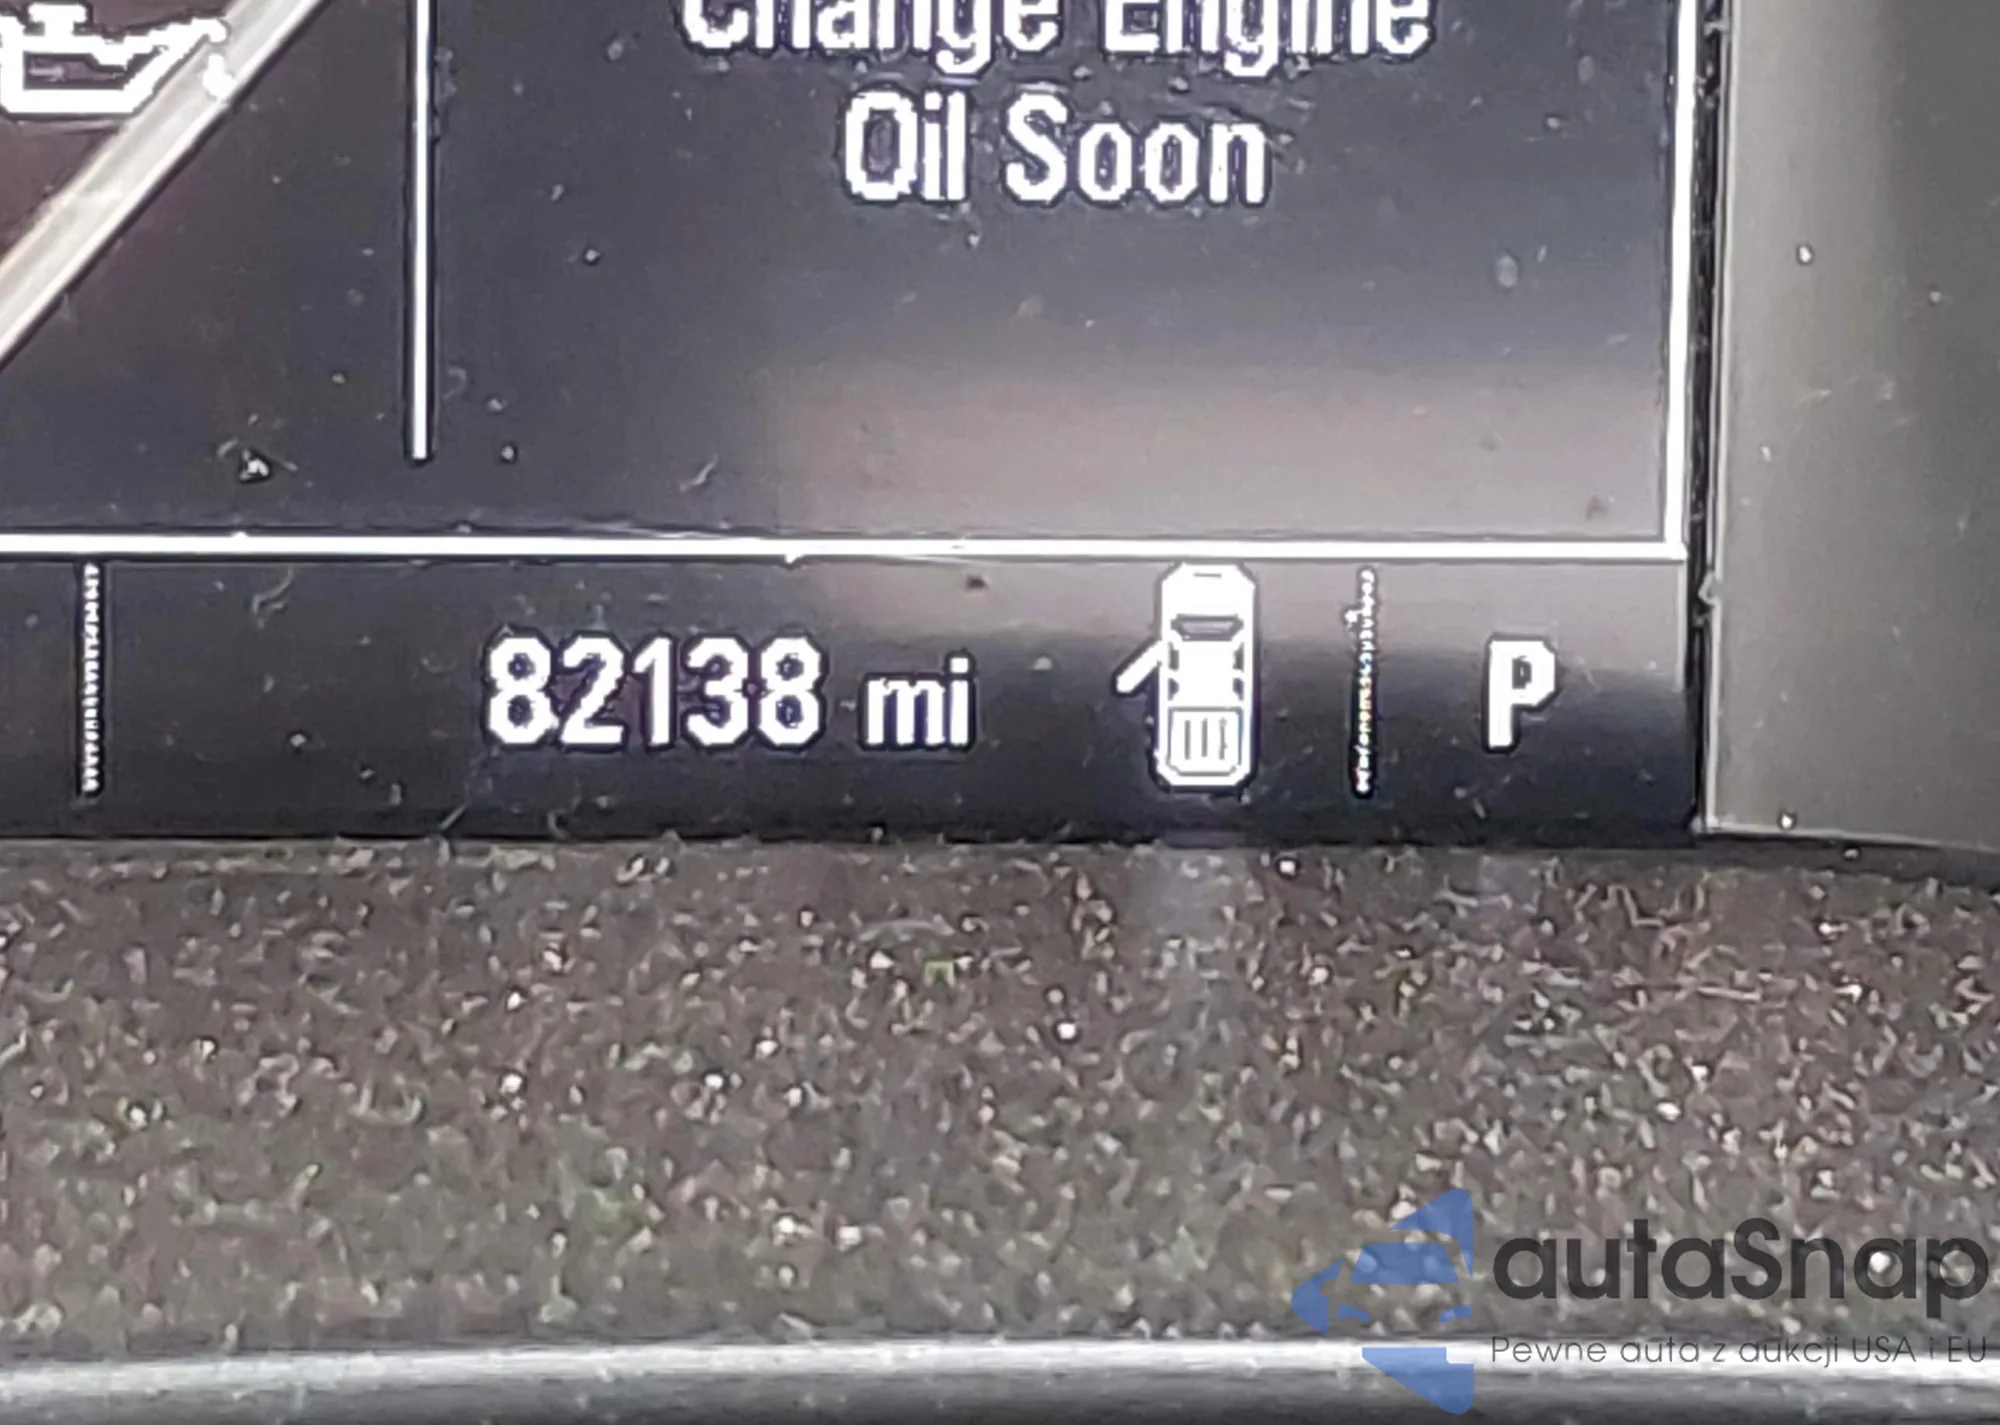 Change Engine
Oil Soon
82138 mi
P
autaSnap
Pewne auta z aukcji USA i EU